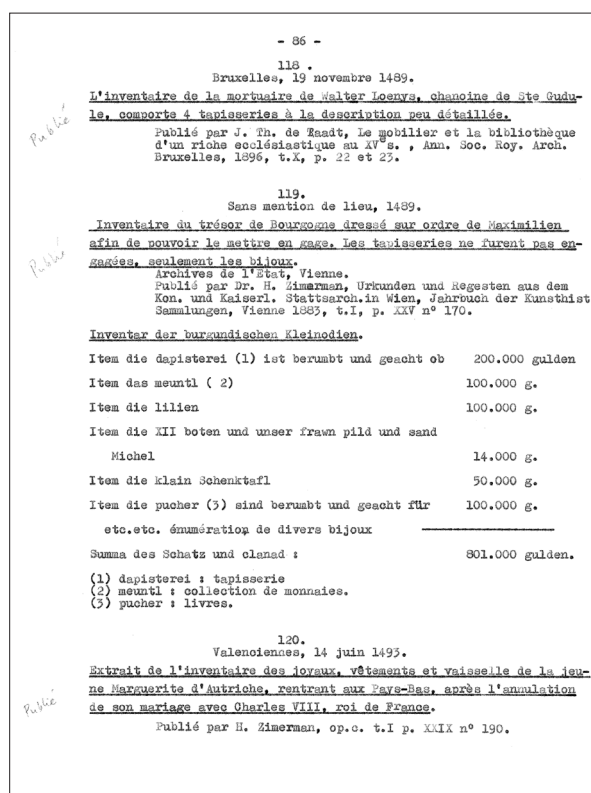 - 86 -
118 .
Bruxelles, 19 novembre 1489.
L'inventaire de la mortuaire de Walter Loenys, chanoine de Ste Gudu-
le, comporte 4 tapisseries à la description peu détaillée.
Publié
Publié par J. Th. de Raadt, Le mobilier et la bibliothèque
d'un riche ecclésiastique au XVes. , Ann. Soc. Roy. Arch.
Bruxelles, 1896, t.X, p. 22 et 23.
119.
Sans mention de lieu, 1489.
Inventaire du trésor de Bourgogne dressé sur ordre de Maximilien
afin de pouvoir le mettre en gage. Les tapisseries ne furent pas en-
Publié
gagées, seulement les bijoux.
Archives de l'Etat, Vienne.
Publié par Dr. H. Zimerman, Urkunden und Regesten aus dem
Kon. und Kaiserl. Stattsarch.in Wien, Jahrbuch der Kunsthist
Sammlungen, Vienne 1883, t.I, p. XXV nº 170.
Inventar der burgundischen Kleinodien.
Item die dapisterei (1) ist berumbt und geacht ob 200.000 gulden
Item das meuntl ( 2) 100.000 g.
Item die lilien 100.000 g.
Item die XII boten und unser frawn pild und sand
Michel 14.000 g.
Item die klain Schenktafl 50.000 g.
Item die pucher (3) sind berumbt und geacht für 100.000 g.
etc.etc. énumération de divers bijoux
Summa des Schatz und clanad : 801.000 gulden.
(1) dapisterei : tapisserie
(2) meuntl : collection de monnaies.
(3) pucher : livres.
120.
Valenciennes, 14 juin 1493.
Extrait de l'inventaire des joyaux, vêtements et vaisselle de la jeu-
ne Marguerite d'Autriche, rentrant aux Pays-Bas, après l'annulation
Publié
de son mariage avec Charles VIII, roi de France.
Publié par H. Zimerman, op.c. t.I p. XXIX nº 190.